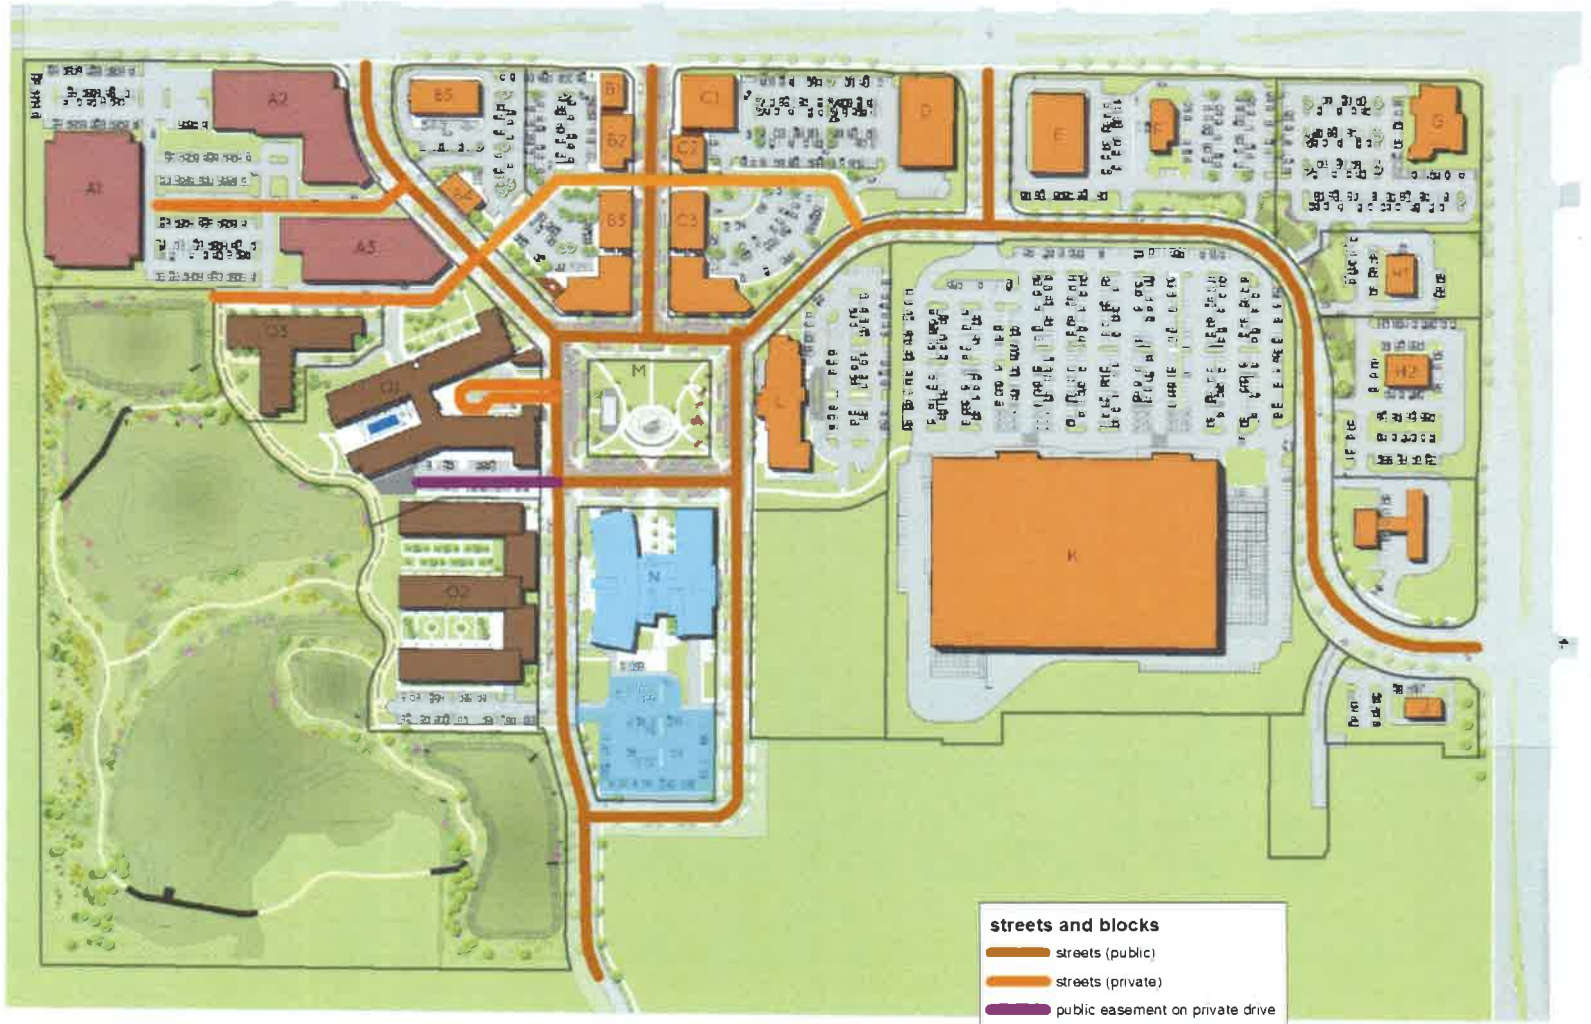 A2
B5
B1
C1
D
E
F
G
B2
C2
A1
B4
B3
C3
A3
H1
O3
M
H2
O1
L
K
N
O2
streets and blocks
streets (public)
streets (private)
public easement on private drive